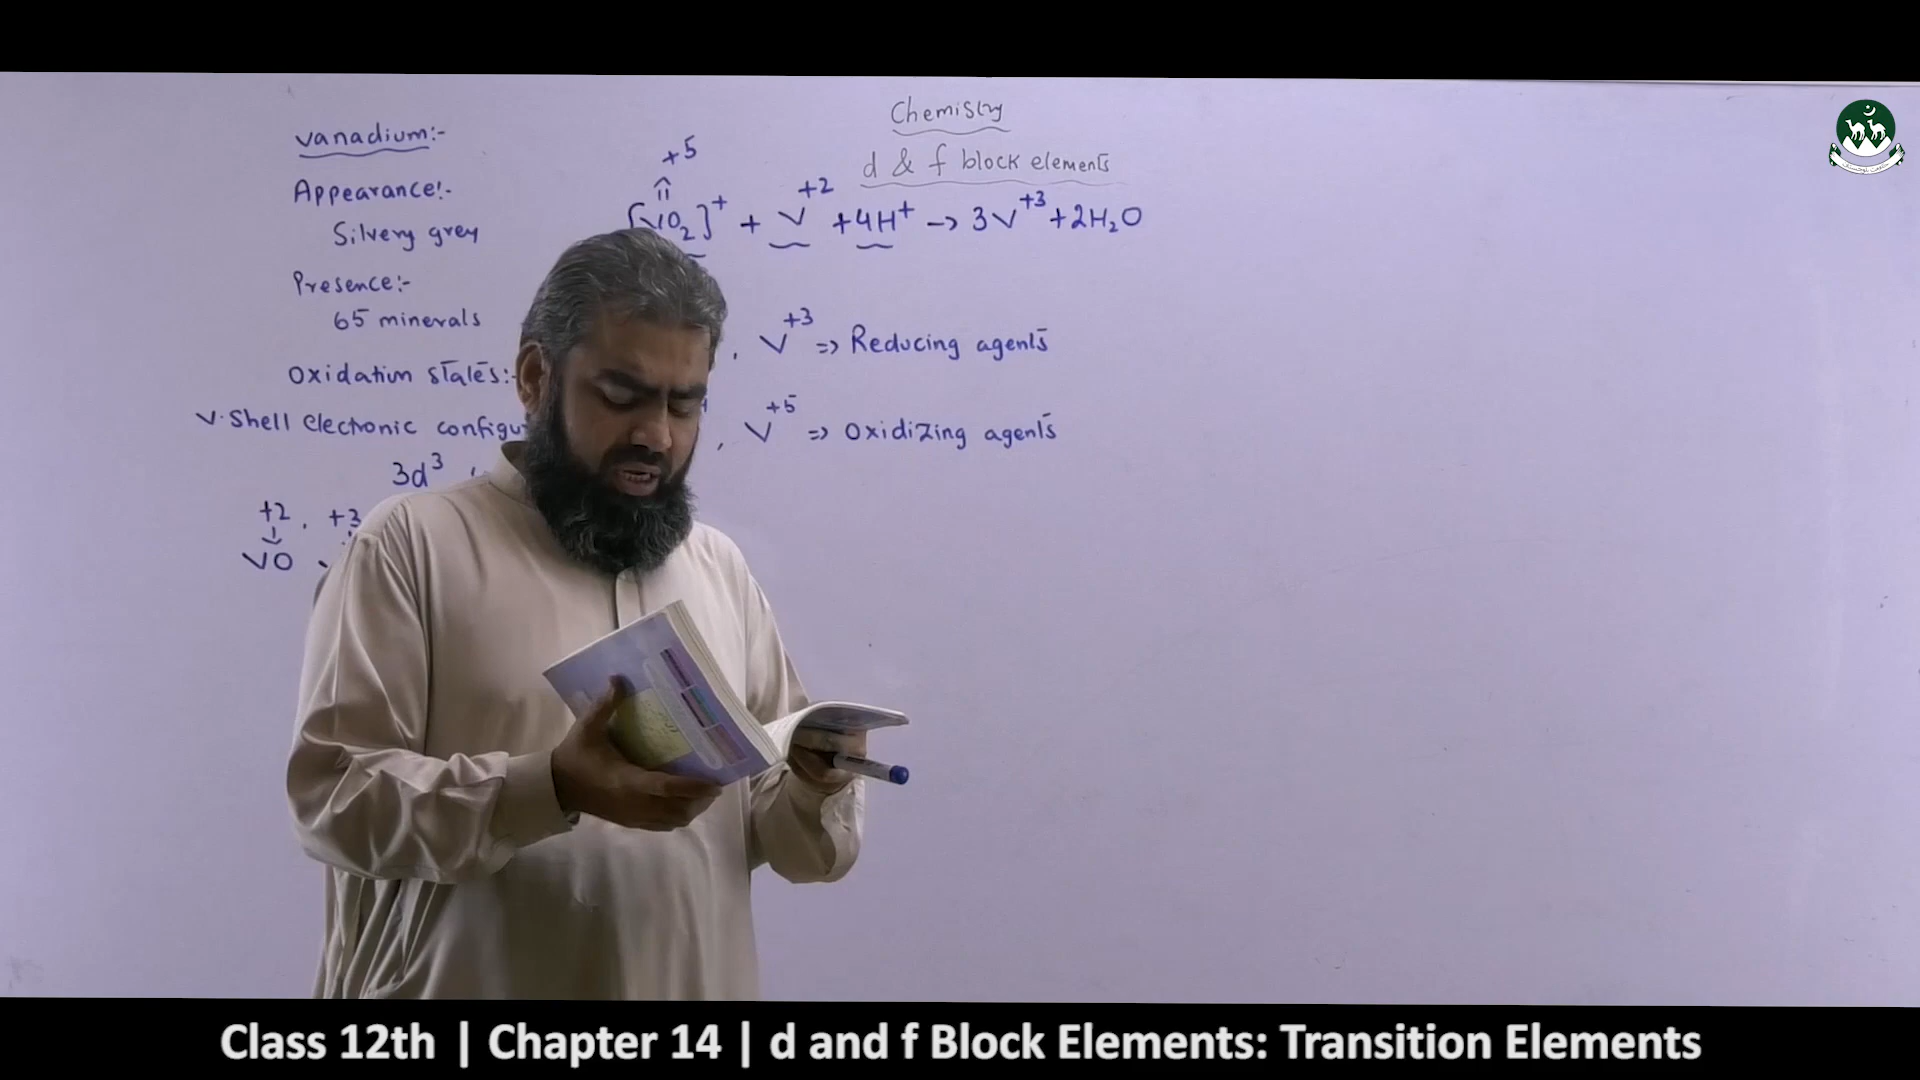 Chemistry
d & f block elements
Vanadium:-
Appearance:-
Silvery grey
Presence:-
65 minerals
Oxidation states:-
V.Shell electronic configu
3d³
+2, +3
VO
+5
[VO₂]⁺ + V⁺² + 4H⁺ → 3V⁺³ + 2H₂O
, V⁺³ => Reducing agents
, V⁺⁵ => Oxidizing agents
Class 12th | Chapter 14 | d and f Block Elements: Transition Elements